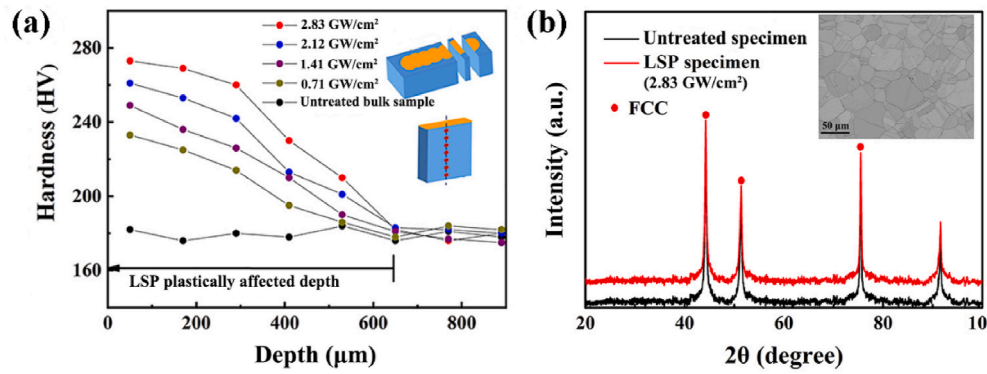 (a)
Hardness (HV)
280
240
200
160
2.83 GW/cm²
2.12 GW/cm²
1.41 GW/cm²
0.71 GW/cm²
Untreated bulk sample
LSP plastically affected depth
0
200
400
600
800
Depth (μm)
(b)
Intensity (a.u.)
Untreated specimen
LSP specimen
(2.83 GW/cm²)
FCC
50 μm
20
40
60
80
10
2θ (degree)